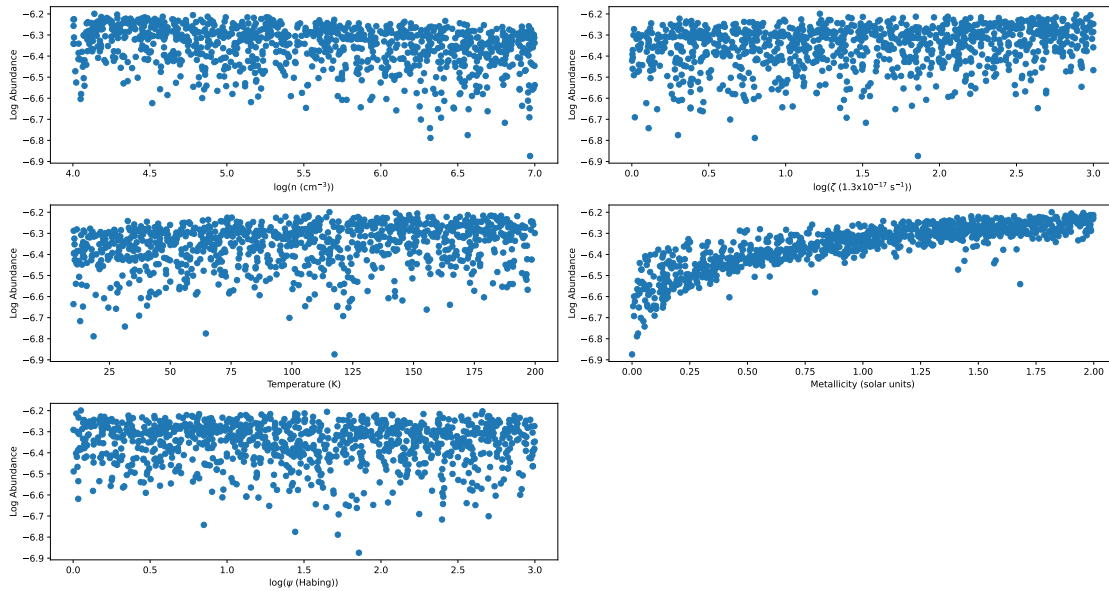 −6.2
−6.3
−6.4
−6.5
−6.6
−6.7
−6.8
−6.9
Log Abundance
4.0 4.5 5.0 5.5 6.0 6.5 7.0
log(n (cm⁻³))
−6.2
−6.3
−6.4
−6.5
−6.6
−6.7
−6.8
−6.9
Log Abundance
0.0 0.5 1.0 1.5 2.0 2.5 3.0
log(ζ (1.3x10⁻¹⁷ s⁻¹))
−6.2
−6.3
−6.4
−6.5
−6.6
−6.7
−6.8
−6.9
Log Abundance
25 50 75 100 125 150 175 200
Temperature (K)
−6.2
−6.3
−6.4
−6.5
−6.6
−6.7
−6.8
−6.9
Log Abundance
0.00 0.25 0.50 0.75 1.00 1.25 1.50 1.75 2.00
Metallicity (solar units)
−6.2
−6.3
−6.4
−6.5
−6.6
−6.7
−6.8
−6.9
Log Abundance
0.0 0.5 1.0 1.5 2.0 2.5 3.0
log(ψ (Habing))